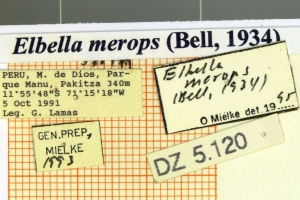 Elbella merops (Bell, 1934)
PERU, M. de Dios, Par-
que Manu, Pakitza 340m
11°55'48"S 71°15'18"W
5 Oct 1991
Leg. G. Lamas
Elbella
merops
(Bell, 1934)
O Mielke det. 19
GEN.PREP,
MIELKE
1993
DZ 5.120